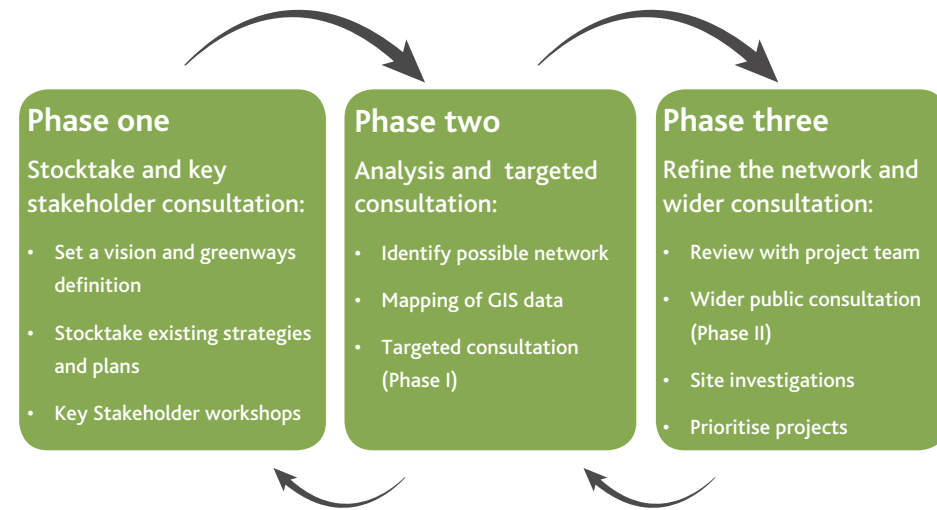 Phase one
Stocktake and key
stakeholder consultation:
• Set a vision and greenways
definition
• Stocktake existing strategies
and plans
• Key Stakeholder workshops
Phase two
Analysis and targeted
consultation:
• Identify possible network
• Mapping of GIS data
• Targeted consultation
(Phase I)
Phase three
Refine the network and
wider consultation:
• Review with project team
• Wider public consultation
(Phase II)
• Site investigations
• Prioritise projects